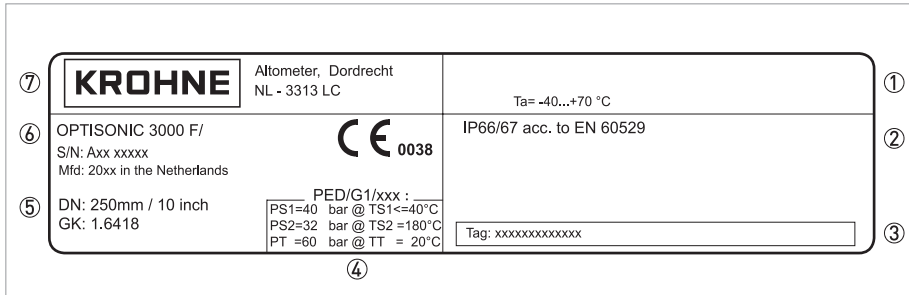 ⑦
KROHNE
Altometer, Dordrecht
NL - 3313 LC
Ta= -40...+70 °C
①
⑥
OPTISONIC 3000 F/
S/N: Axx xxxxx
Mfd: 20xx in the Netherlands
CE 0038
IP66/67 acc. to EN 60529
②
⑤
DN: 250mm / 10 inch
GK: 1.6418
PED/G1/xxx :
PS1=40 bar @ TS1<=40°C
PS2=32 bar @ TS2 =180°C
PT =60 bar @ TT = 20°C
Tag: xxxxxxxxxxxxx
③
④